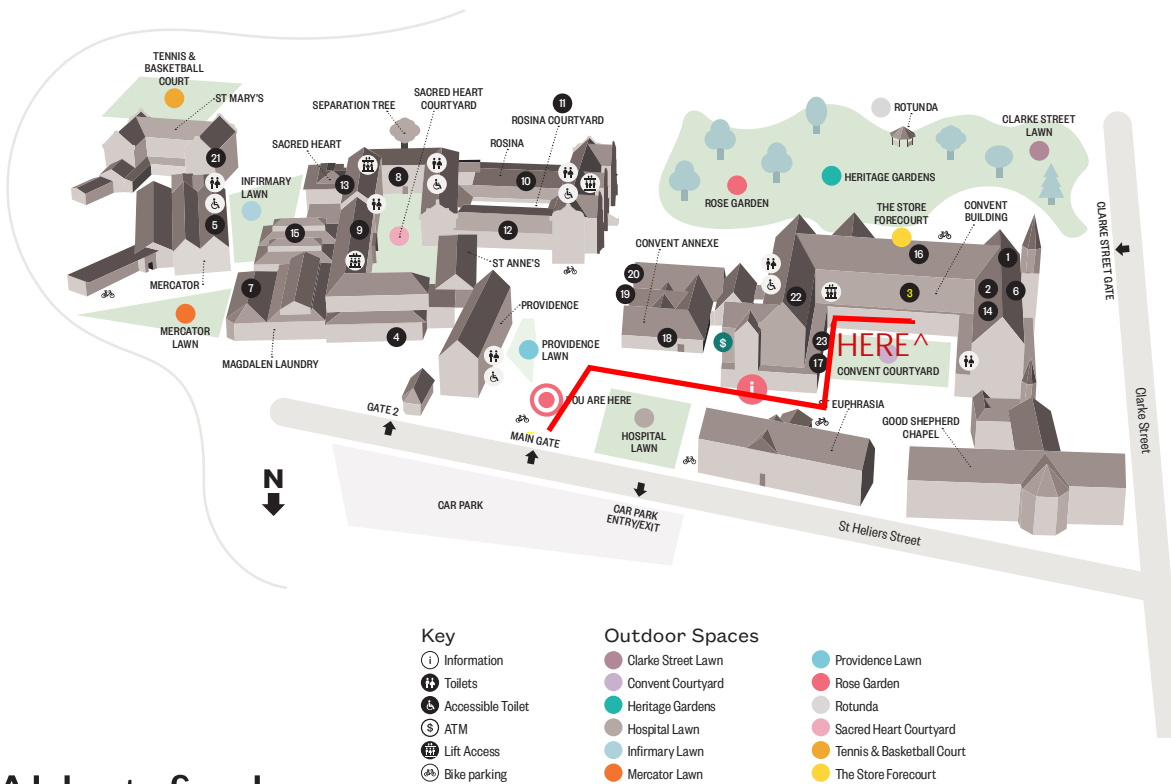 TENNIS &
BASKETBALL
COURT
ST MARY'S
SEPARATION TREE
SACRED HEART
COURTYARD
11
ROSINA COURTYARD
ROTUNDA
CLARKE STREET
LAWN
SACRED HEART
ROSINA
21
8
10
13
INFIRMARY
LAWN
ROSE GARDEN
HERITAGE GARDENS
THE STORE
FORECOURT
CONVENT
BUILDING
CLARKE STREET GATE
5
15
9
12
CONVENT ANNEXE
16
1
ST ANNE'S
20
19
22
3
2
6
14
MERCATOR
7
PROVIDENCE
MERCATOR
LAWN
4
MAGDALEN LAUNDRY
PROVIDENCE
LAWN
18
$
23
17
HERE^
CONVENT COURTYARD
i
YOU ARE HERE
ST EUPHRASIA
GATE 2
MAIN GATE
HOSPITAL
LAWN
GOOD SHEPHERD
CHAPEL
Clarke Street
N
CAR PARK
CAR PARK
ENTRY/EXIT
St Heliers Street
Key
i Information
Toilets
Accessible Toilet
$ ATM
Lift Access
Bike parking
Outdoor Spaces
Clarke Street Lawn
Convent Courtyard
Heritage Gardens
Hospital Lawn
Infirmary Lawn
Mercator Lawn
Providence Lawn
Rose Garden
Rotunda
Sacred Heart Courtyard
Tennis & Basketball Court
The Store Forecourt